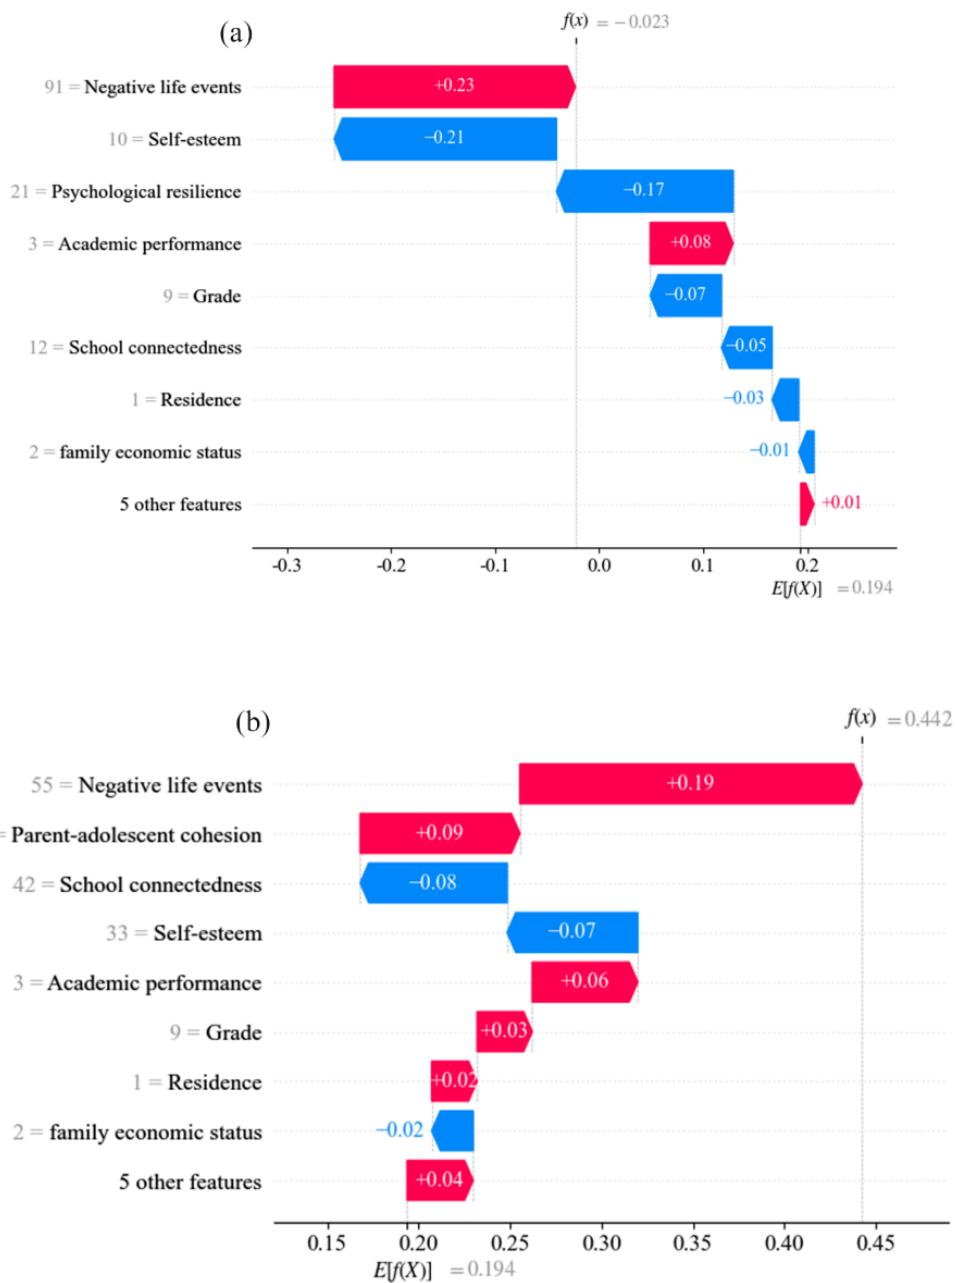 (a)
f(x) = −0.023
91 = Negative life events +0.23
10 = Self-esteem −0.21
21 = Psychological resilience −0.17
3 = Academic performance +0.08
9 = Grade −0.07
12 = School connectedness −0.05
1 = Residence −0.03
2 = family economic status −0.01
5 other features +0.01
-0.3 -0.2 -0.1 0.0 0.1 0.2
E[f(X)] = 0.194
(b)
f(x) = 0.442
55 = Negative life events +0.19
= Parent-adolescent cohesion +0.09
42 = School connectedness −0.08
33 = Self-esteem −0.07
3 = Academic performance +0.06
9 = Grade +0.03
1 = Residence +0.02
2 = family economic status −0.02
5 other features +0.04
0.15 0.20 0.25 0.30 0.35 0.40 0.45
E[f(X)] = 0.194